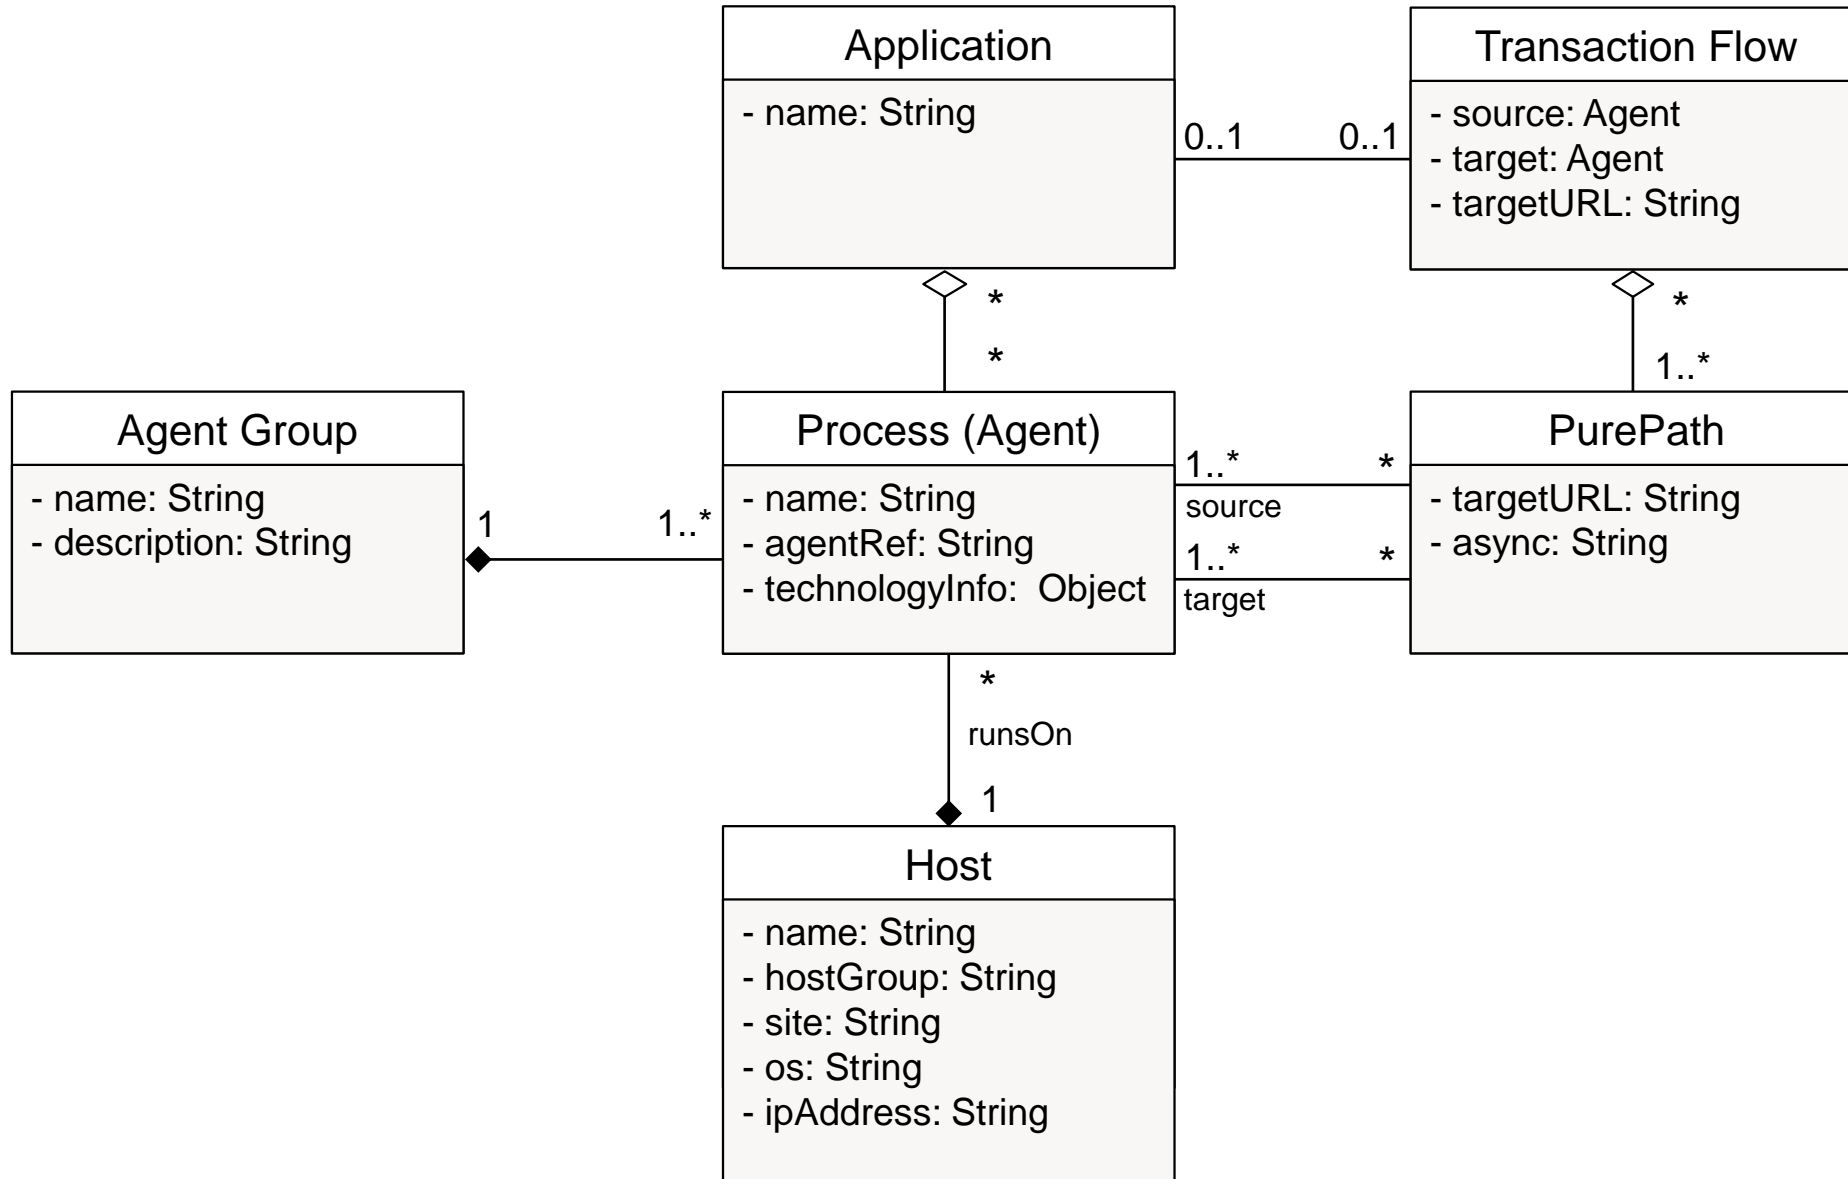 Application
- name: String
Transaction Flow
- source: Agent
- target: Agent
- targetURL: String
0..1
0..1
*
*
*
1..*
Agent Group
- name: String
- description: String
1
1..*
Process (Agent)
- name: String
- agentRef: String
- technologyInfo:  Object
1..*
*
source
1..*
*
target
PurePath
- targetURL: String
- async: String
*
runsOn
1
Host
- name: String
- hostGroup: String
- site: String
- os: String
- ipAddress: String